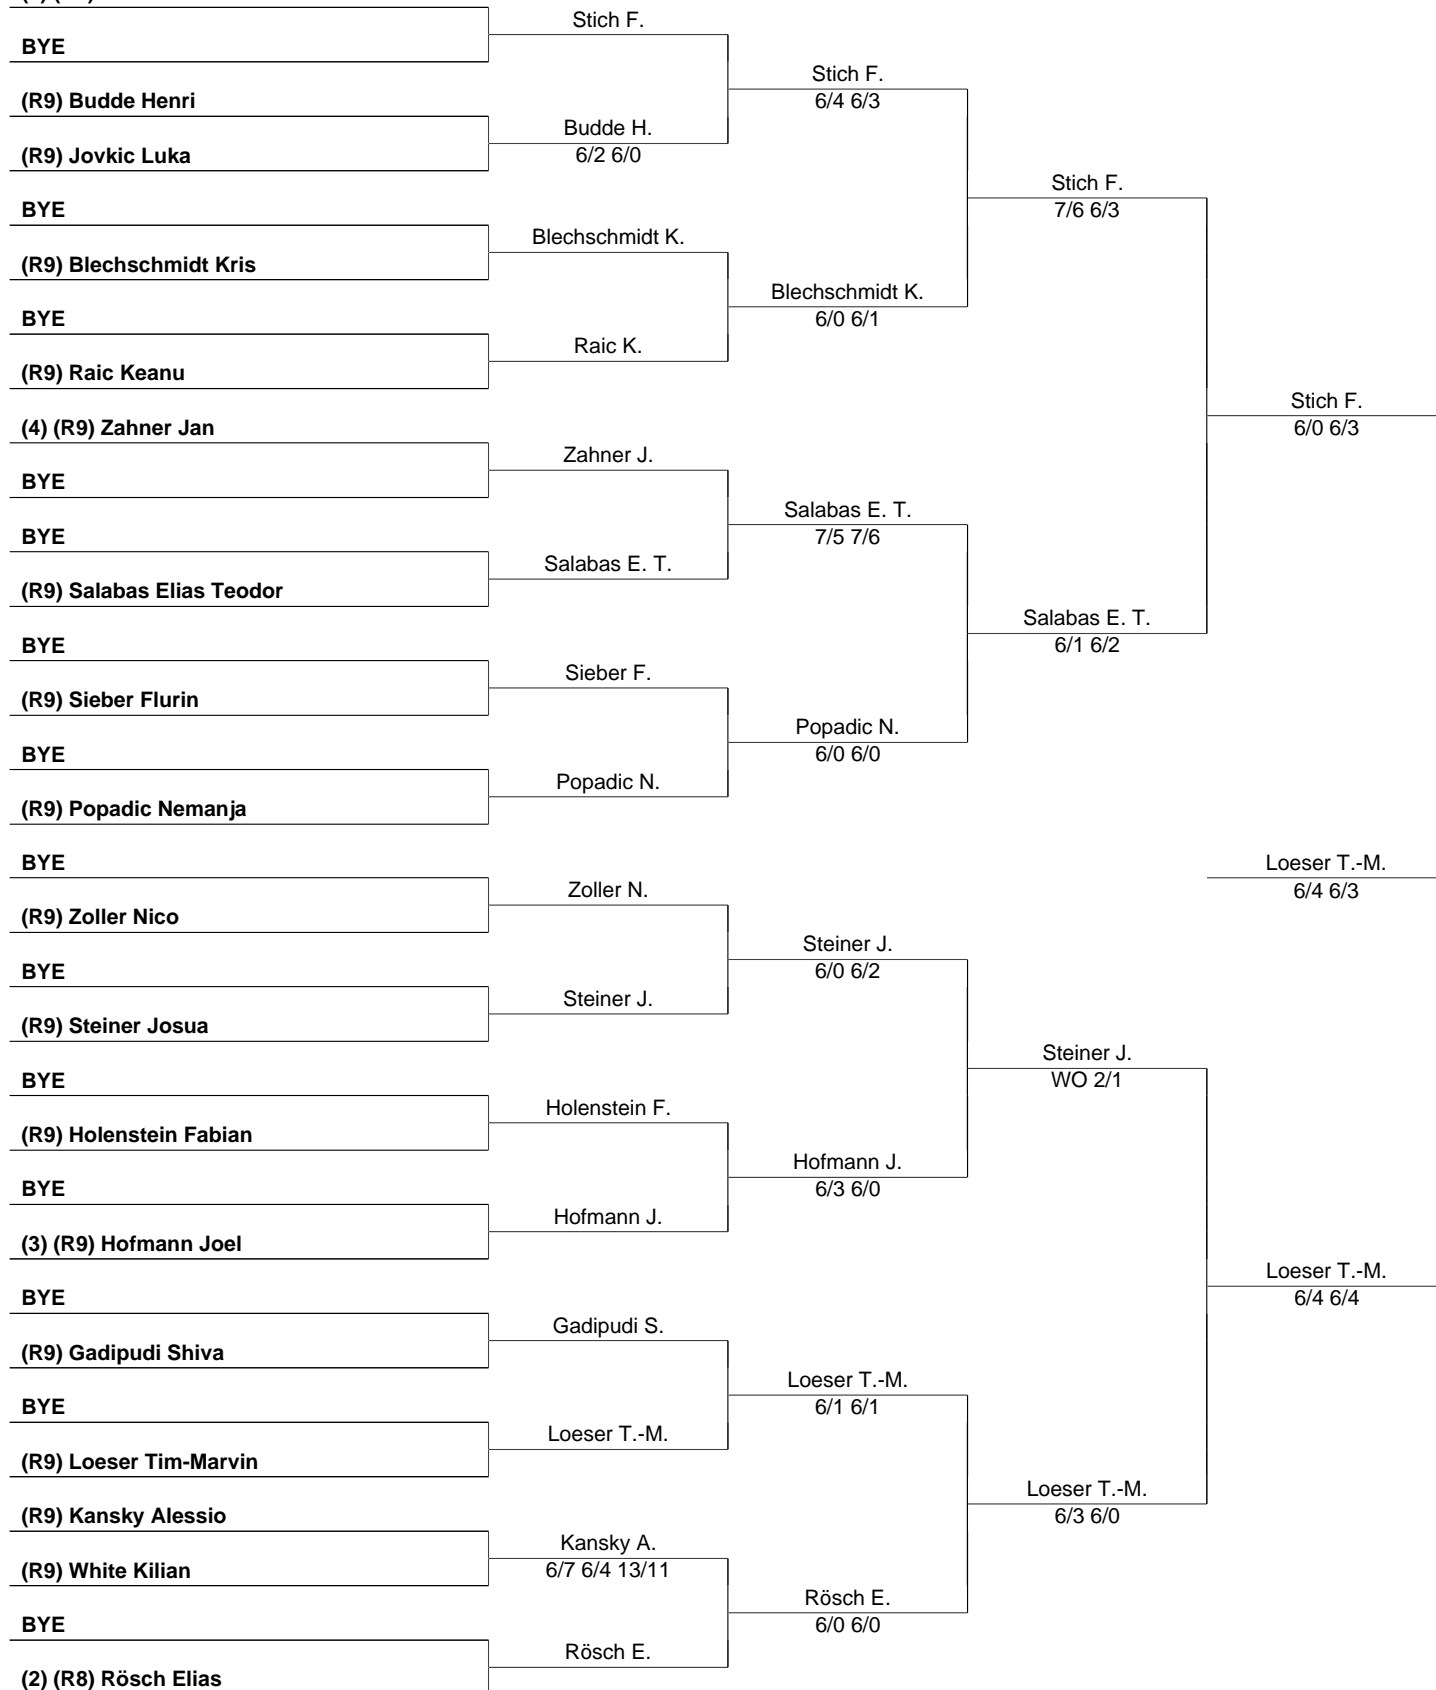 Stich F.
BYE
Stich F.
(R9) Budde Henri
6/4 6/3
Budde H.
(R9) Jovkic Luka
6/2 6/0
Stich F.
BYE
7/6 6/3
Blechschmidt K.
(R9) Blechschmidt Kris
Blechschmidt K.
BYE
6/0 6/1
Raic K.
(R9) Raic Keanu
Stich F.
(4) (R9) Zahner Jan
6/0 6/3
Zahner J.
BYE
Salabas E. T.
BYE
7/5 7/6
Salabas E. T.
(R9) Salabas Elias Teodor
Salabas E. T.
BYE
6/1 6/2
Sieber F.
(R9) Sieber Flurin
Popadic N.
BYE
6/0 6/0
Popadic N.
(R9) Popadic Nemanja
BYE
Loeser T.-M.
Zoller N.
6/4 6/3
(R9) Zoller Nico
Steiner J.
BYE
6/0 6/2
Steiner J.
(R9) Steiner Josua
Steiner J.
BYE
WO 2/1
Holenstein F.
(R9) Holenstein Fabian
Hofmann J.
BYE
6/3 6/0
Hofmann J.
(3) (R9) Hofmann Joel
Loeser T.-M.
BYE
6/4 6/4
Gadipudi S.
(R9) Gadipudi Shiva
Loeser T.-M.
BYE
6/1 6/1
Loeser T.-M.
(R9) Loeser Tim-Marvin
Loeser T.-M.
(R9) Kansky Alessio
6/3 6/0
Kansky A.
(R9) White Kilian
6/7 6/4 13/11
Rösch E.
BYE
6/0 6/0
Rösch E.
(2) (R8) Rösch Elias